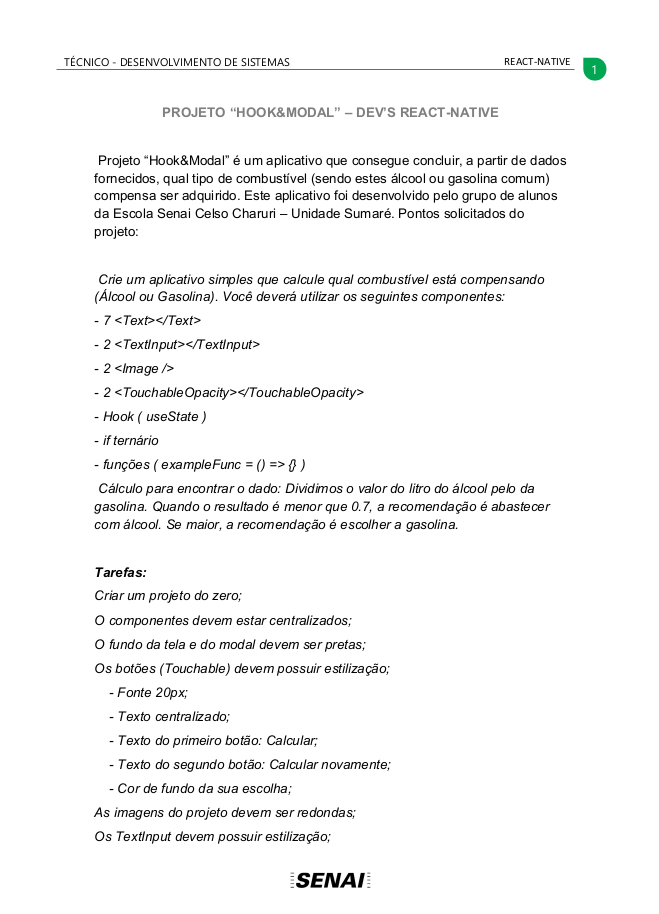 TÉCNICO - DESENVOLVIMENTO DE SISTEMAS
REACT-NATIVE
1
PROJETO “HOOK&MODAL” – DEV’S REACT-NATIVE
Projeto “Hook&Modal” é um aplicativo que consegue concluir, a partir de dados
fornecidos, qual tipo de combustível (sendo estes álcool ou gasolina comum)
compensa ser adquirido. Este aplicativo foi desenvolvido pelo grupo de alunos
da Escola Senai Celso Charuri – Unidade Sumaré. Pontos solicitados do
projeto:
Crie um aplicativo simples que calcule qual combustível está compensando
(Álcool ou Gasolina). Você deverá utilizar os seguintes componentes:
- 7 <Text></Text>
- 2 <TextInput></TextInput>
- 2 <Image />
- 2 <TouchableOpacity></TouchableOpacity>
- Hook ( useState )
- if ternário
- funções ( exampleFunc = () => {} )
Cálculo para encontrar o dado: Dividimos o valor do litro do álcool pelo da
gasolina. Quando o resultado é menor que 0.7, a recomendação é abastecer
com álcool. Se maior, a recomendação é escolher a gasolina.
Tarefas:
Criar um projeto do zero;
O componentes devem estar centralizados;
O fundo da tela e do modal devem ser pretas;
Os botões (Touchable) devem possuir estilização;
- Fonte 20px;
- Texto centralizado;
- Texto do primeiro botão: Calcular;
- Texto do segundo botão: Calcular novamente;
- Cor de fundo da sua escolha;
As imagens do projeto devem ser redondas;
Os TextInput devem possuir estilização;
SENAI